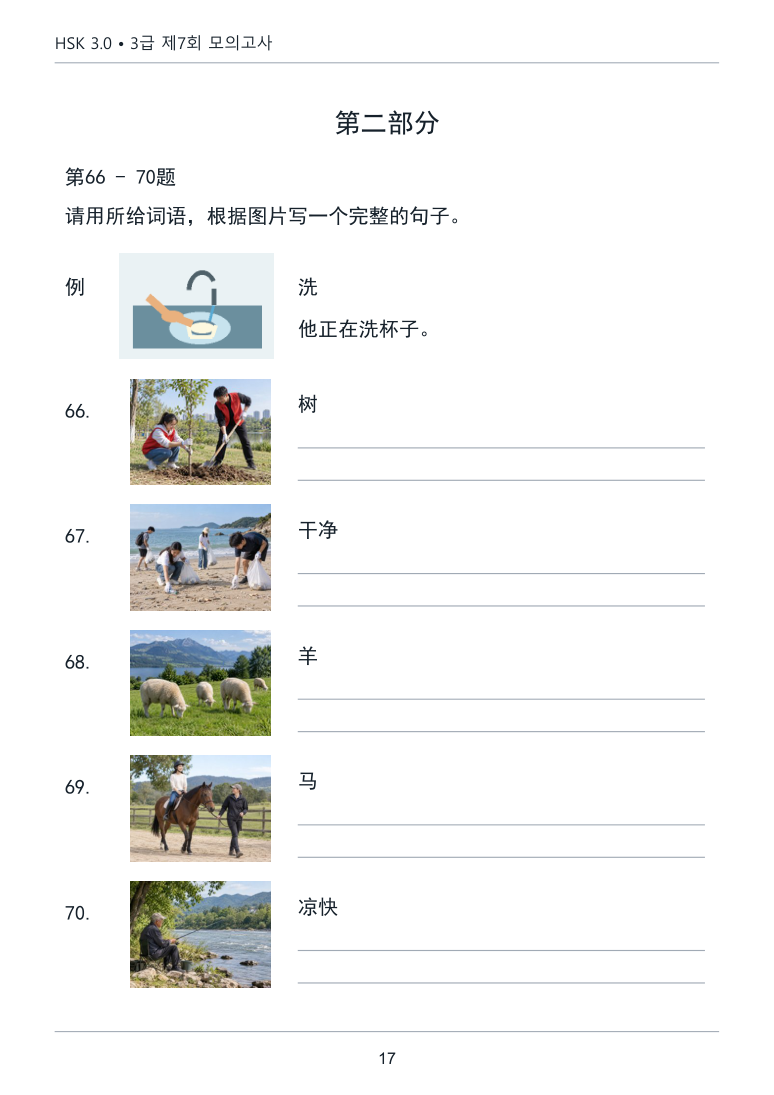 HSK 3.0 • 3급 제7회 모의고사
第二部分
第66 - 70题
请用所给词语，根据图片写一个完整的句子。
例
洗
他正在洗杯子。
66.
树
67.
干净
68.
羊
69.
马
70.
凉快
17